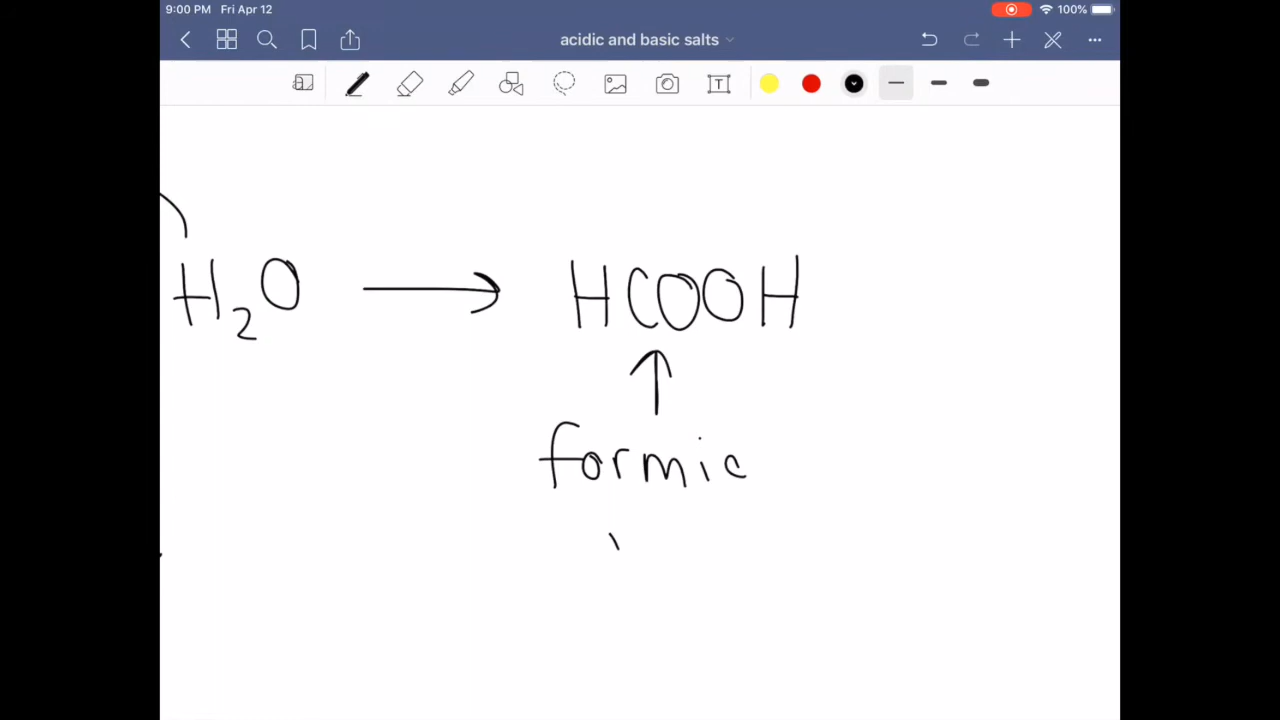 9:00 PM Fri Apr 12
100%
acidic and basic salts
T
H₂O → HCOOH
↑
formic